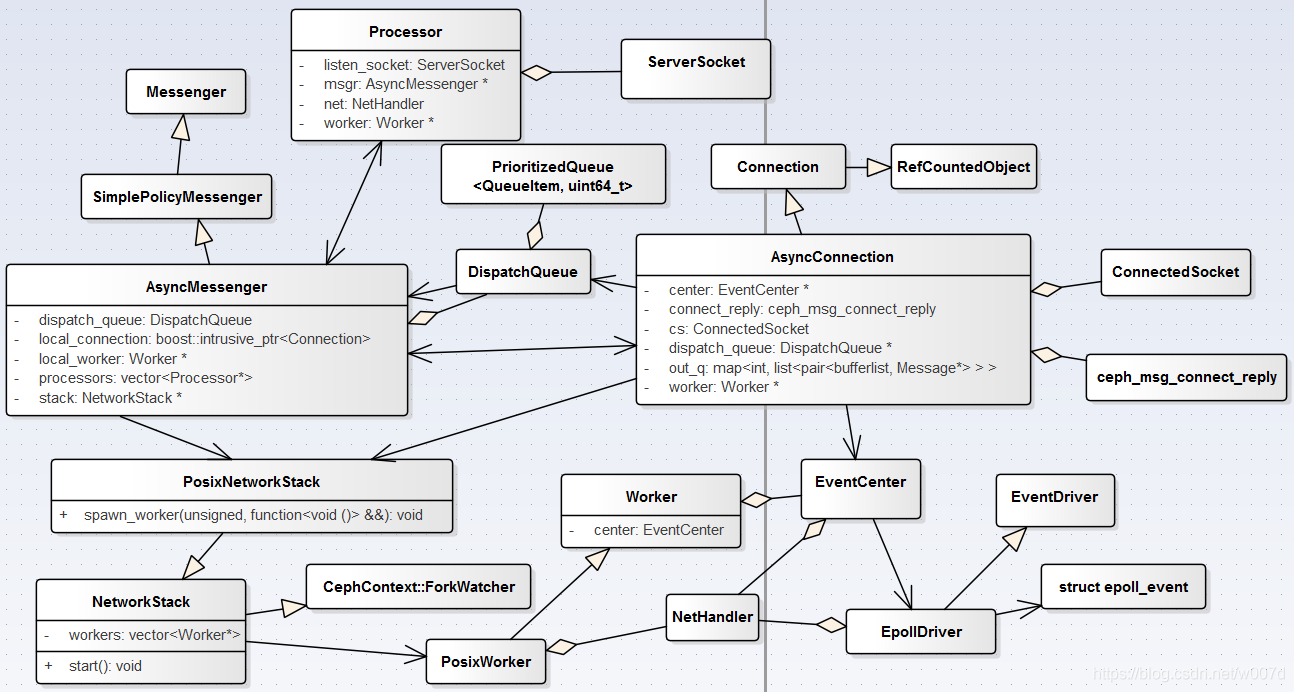 Processor
- listen_socket: ServerSocket
- msgr: AsyncMessenger *
- net: NetHandler
- worker: Worker *
ServerSocket
Messenger
PrioritizedQueue
<QueueItem, uint64_t>
Connection
RefCountedObject
SimplePolicyMessenger
AsyncMessenger
- dispatch_queue: DispatchQueue
- local_connection: boost::intrusive_ptr<Connection>
- local_worker: Worker *
- processors: vector<Processor*>
- stack: NetworkStack *
DispatchQueue
AsyncConnection
- center: EventCenter *
- connect_reply: ceph_msg_connect_reply
- cs: ConnectedSocket
- dispatch_queue: DispatchQueue *
- out_q: map<int, list<pair<bufferlist, Message*> > >
- worker: Worker *
ConnectedSocket
ceph_msg_connect_reply
PosixNetworkStack
+ spawn_worker(unsigned, function<void ()> &&): void
Worker
- center: EventCenter
EventCenter
EventDriver
NetworkStack
- workers: vector<Worker*>
+ start(): void
CephContext::ForkWatcher
PosixWorker
NetHandler
EpollDriver
struct epoll_event
https://blog.csdn.net/w007d